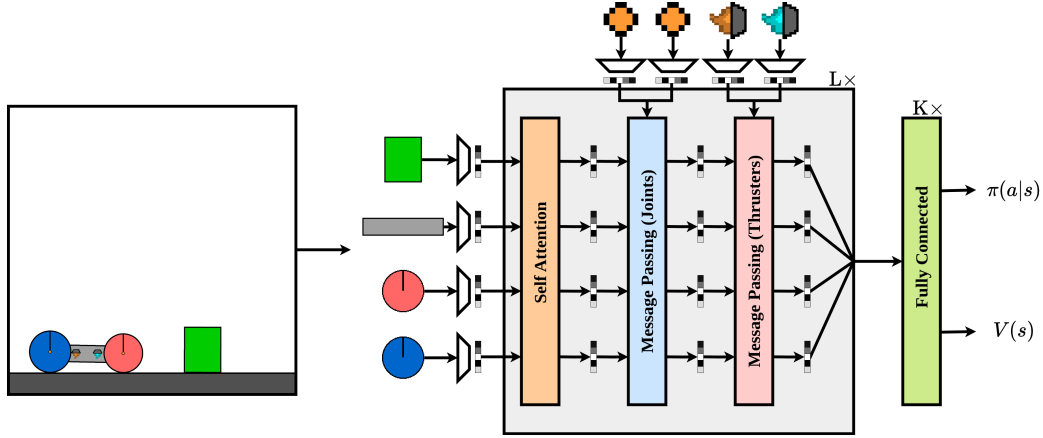 L×
K×
Self Attention
Message Passing (Joints)
Message Passing (Thrusters)
Fully Connected
π(a|s)
V(s)